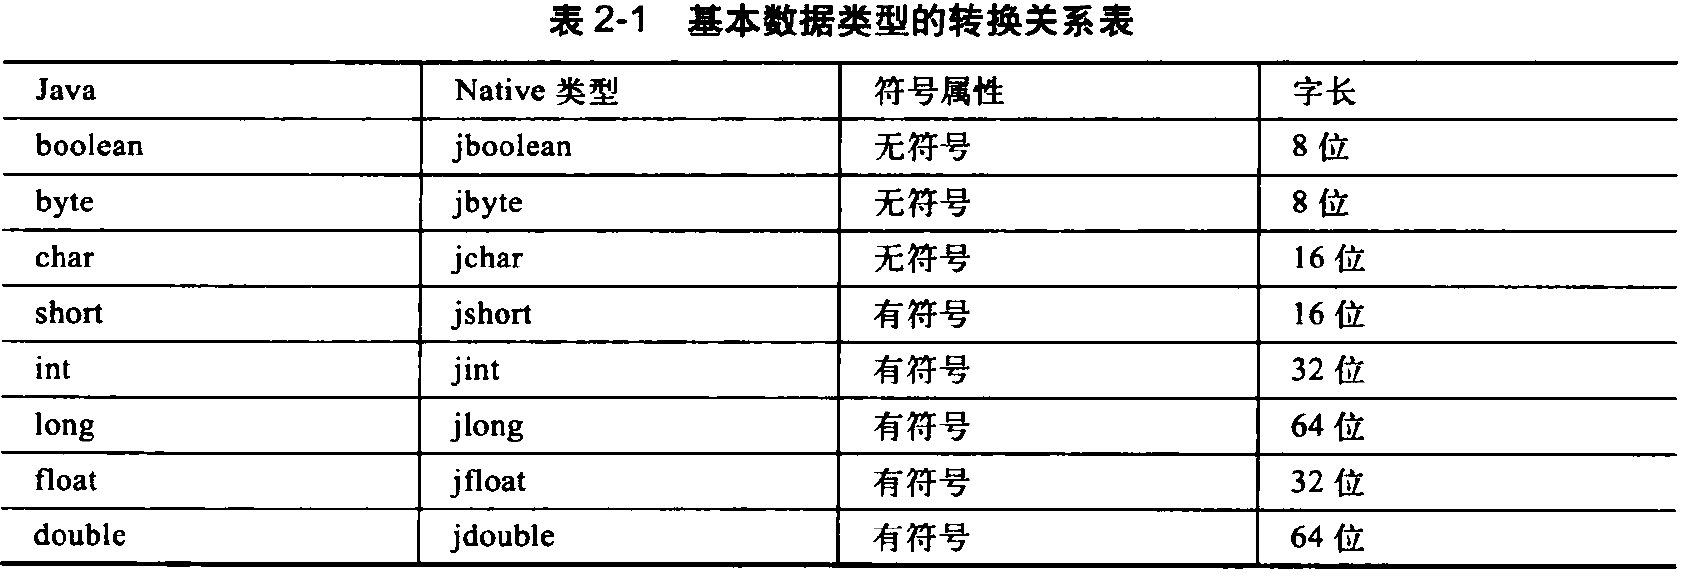 表 2-1 基本数据类型的转换关系表
Java Native 类型 符号属性 字长
boolean jboolean 无符号 8 位
byte jbyte 无符号 8 位
char jchar 无符号 16 位
short jshort 有符号 16 位
int jint 有符号 32 位
long jlong 有符号 64 位
float jfloat 有符号 32 位
double jdouble 有符号 64 位